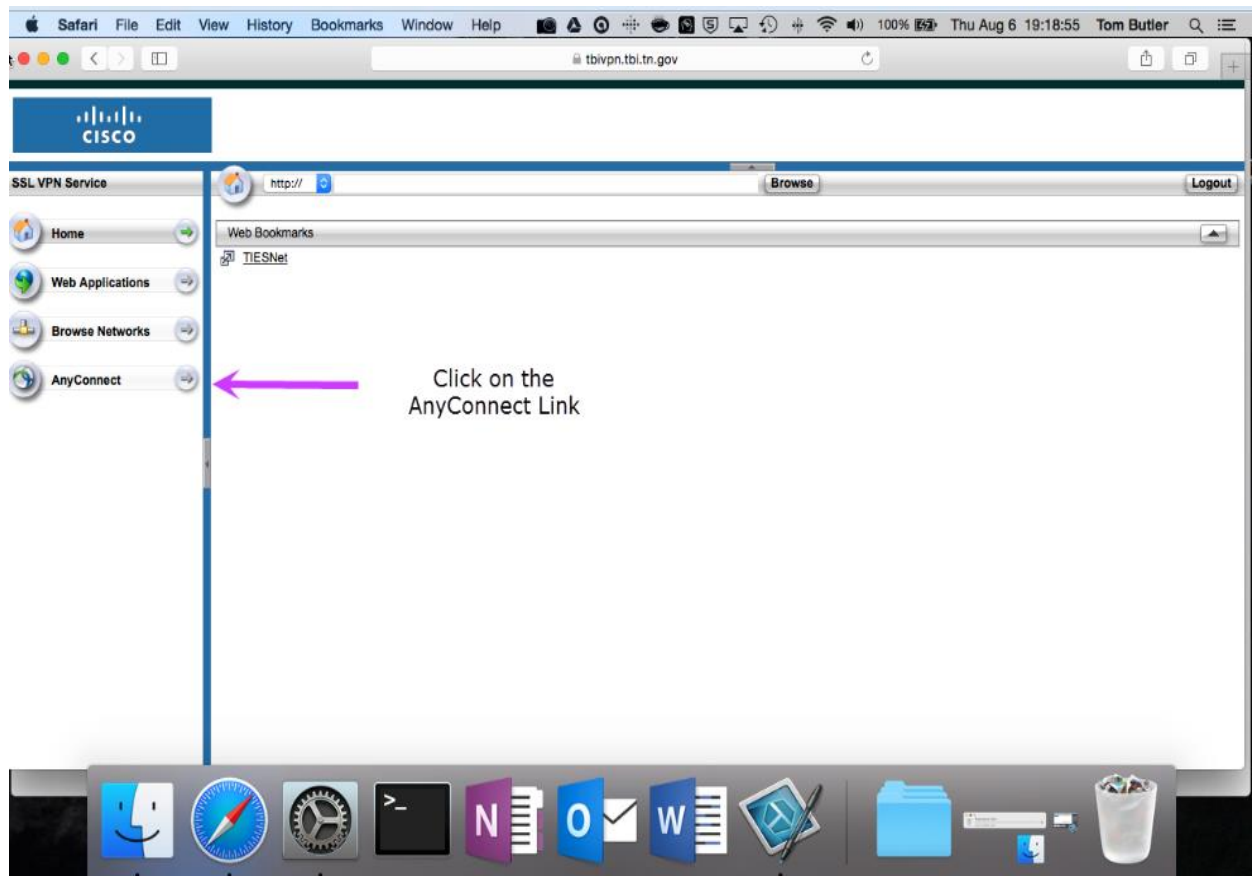 Safari File Edit View History Bookmarks Window Help 100% Thu Aug 6 19:18:55 Tom Butler
tbivpn.tbi.tn.gov
CISCO
SSL VPN Service
http://
Browse
Logout
Home
Web Bookmarks
TIESNet
Web Applications
Browse Networks
AnyConnect
Click on the
AnyConnect Link
>_
N
O
W